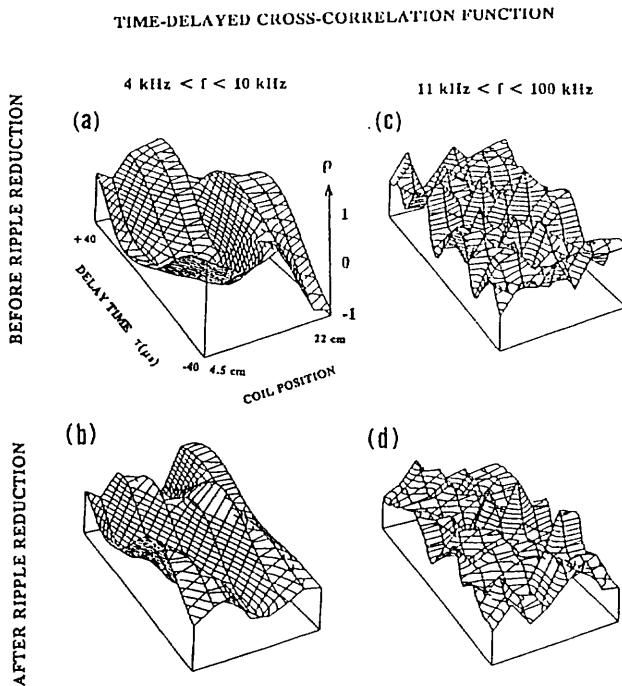 TIME-DELAYED CROSS-CORRELATION FUNCTION
4 kHz < f < 10 kHz
11 kHz < f < 100 kHz
BEFORE RIPPLE REDUCTION
(a)
(c)
ρ
1
0
-1
+40
DELAY TIME τ(μs)
-40
4.5 cm
22 cm
COIL POSITION
AFTER RIPPLE REDUCTION
(b)
(d)